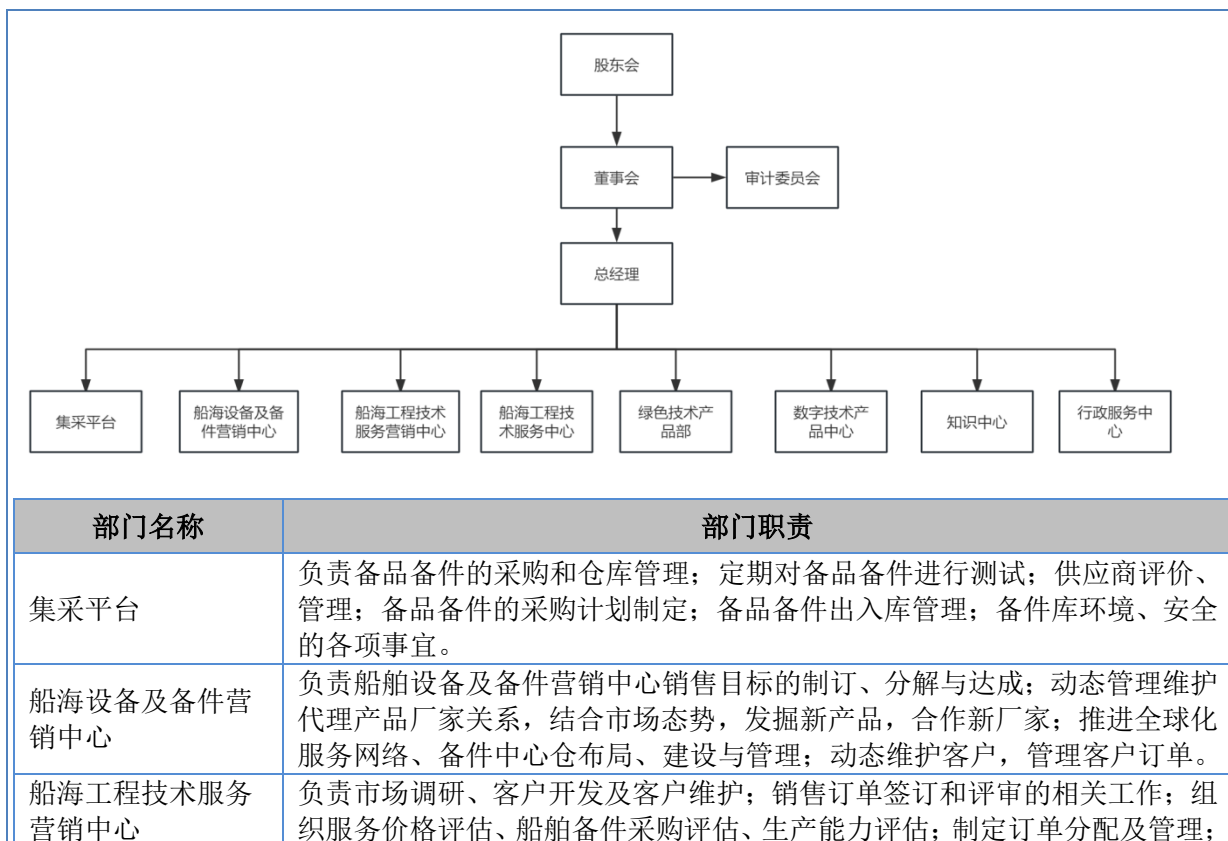 股东会
董事会
审计委员会
总经理
集采平台
船海设备及备
件营销中心
船海工程技术
服务营销中心
船海工程技
术服务中心
绿色技术产
品部
数字技术产
品中心
知识中心
行政服务中
心
部门名称
部门职责
集采平台
负责备品备件的采购和仓库管理；定期对备品备件进行测试；供应商评价、
管理；备品备件的采购计划制定；备品备件出入库管理；备件库环境、安全
的各项事宜。
船海设备及备件营
销中心
负责船舶设备及备件营销中心销售目标的制订、分解与达成；动态管理维护
代理产品厂家关系，结合市场态势，发掘新产品，合作新厂家；推进全球化
服务网络、备件中心仓布局、建设与管理；动态维护客户，管理客户订单。
船海工程技术服务
营销中心
负责市场调研、客户开发及客户维护；销售订单签订和评审的相关工作；组
织服务价格评估、船舶备件采购评估、生产能力评估；制定订单分配及管理；